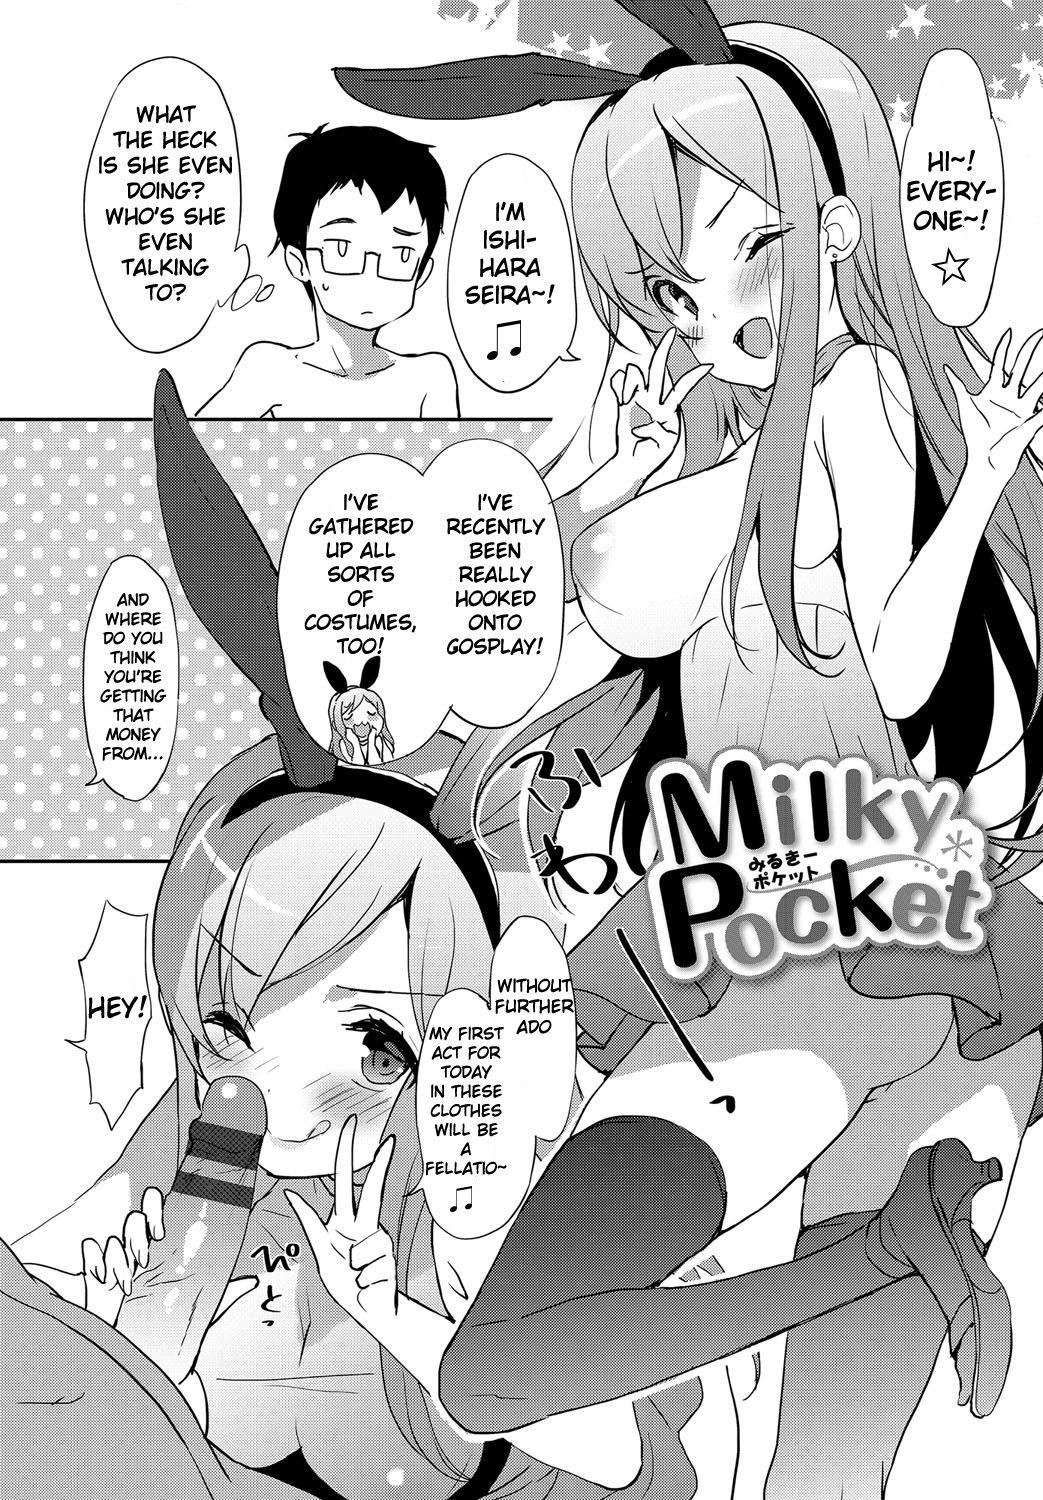 HI~!
EVERY-
ONE~!
☆
I'M
ISHI-
HARA
SEIRA~!
♫
WHAT
THE HECK
IS SHE EVEN
DOING?
WHO'S SHE
EVEN
TALKING
TO?
I'VE
RECENTLY
BEEN
REALLY
HOOKED
ONTO
GOSPLAY!
I'VE
GATHERED
UP ALL
SORTS
OF
COSTUMES,
TOO!
AND
WHERE
DO YOU
THINK
YOU'RE
GETTING
THAT
MONEY
FROM...
ふわっ
Milky
みるきー
ポケット
Pocket
WITHOUT
FURTHER
ADO
MY FIRST
ACT FOR
TODAY
IN THESE
CLOTHES
WILL BE
A
FELLATIO~
♫
HEY!
ぴと